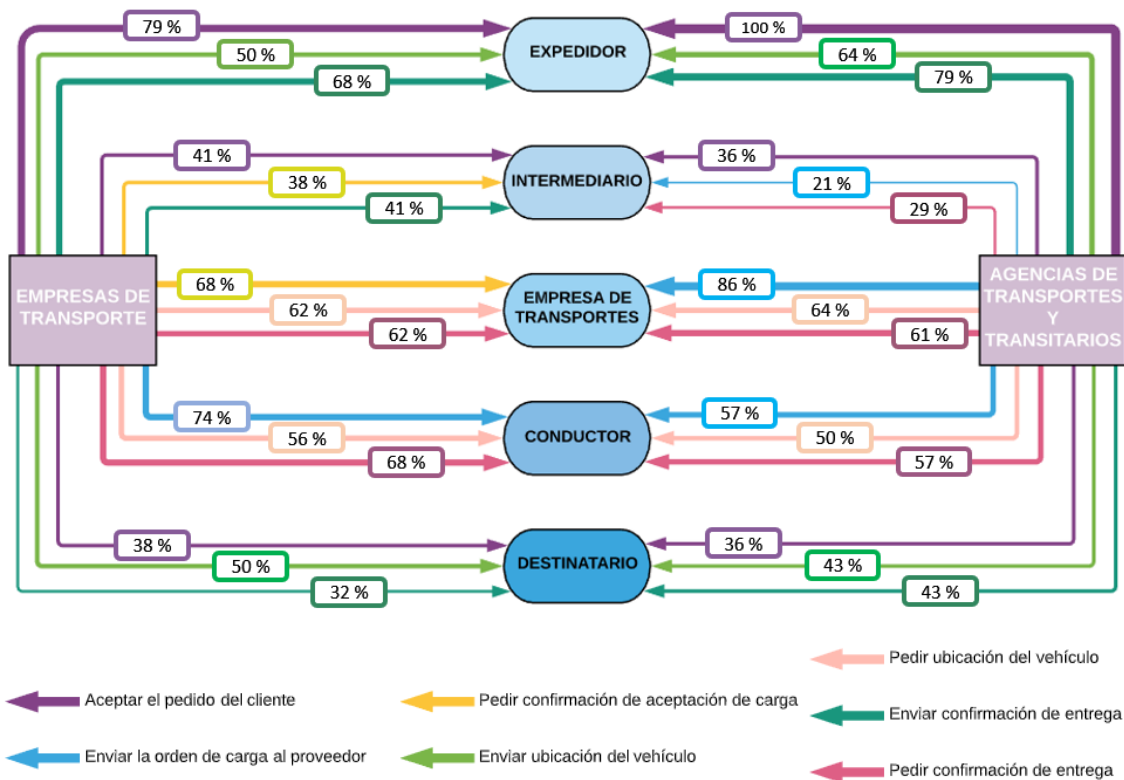 79 %
100 %
EXPEDIDOR
50 %
64 %
68 %
79 %
41 %
36 %
INTERMEDIARIO
38 %
21 %
41 %
29 %
EMPRESAS DE
TRANSPORTE
AGENCIAS DE
TRANSPORTES
Y
TRANSITARIOS
68 %
86 %
EMPRESA DE
TRANSPORTES
62 %
64 %
62 %
61 %
74 %
57 %
CONDUCTOR
56 %
50 %
68 %
57 %
38 %
36 %
DESTINATARIO
50 %
43 %
32 %
43 %
Pedir ubicación del vehículo
Aceptar el pedido del cliente
Pedir confirmación de aceptación de carga
Enviar confirmación de entrega
Enviar la orden de carga al proveedor
Enviar ubicación del vehículo
Pedir confirmación de entrega